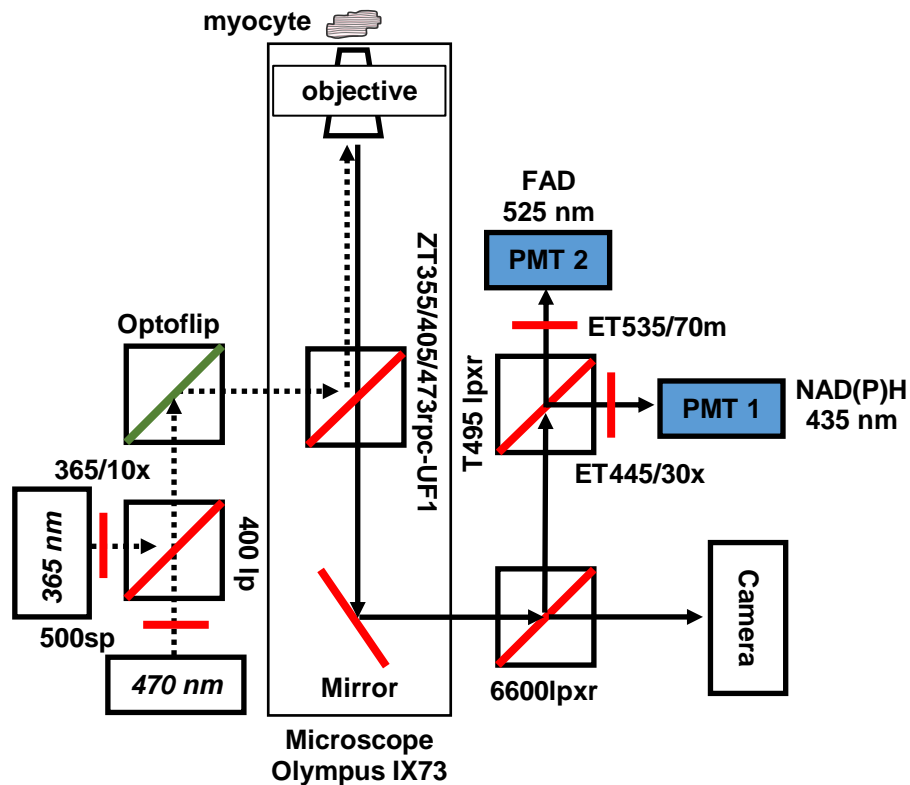 myocyte
objective
FAD
525 nm
PMT 2
ZT355/405/473rpc-UF1
Optoflip
ET535/70m
T495 lpxr
PMT 1
NAD(P)H
435 nm
ET445/30x
365/10x
365 nm
400 lp
500sp
470 nm
Mirror
6600lpxr
Camera
Microscope
Olympus IX73